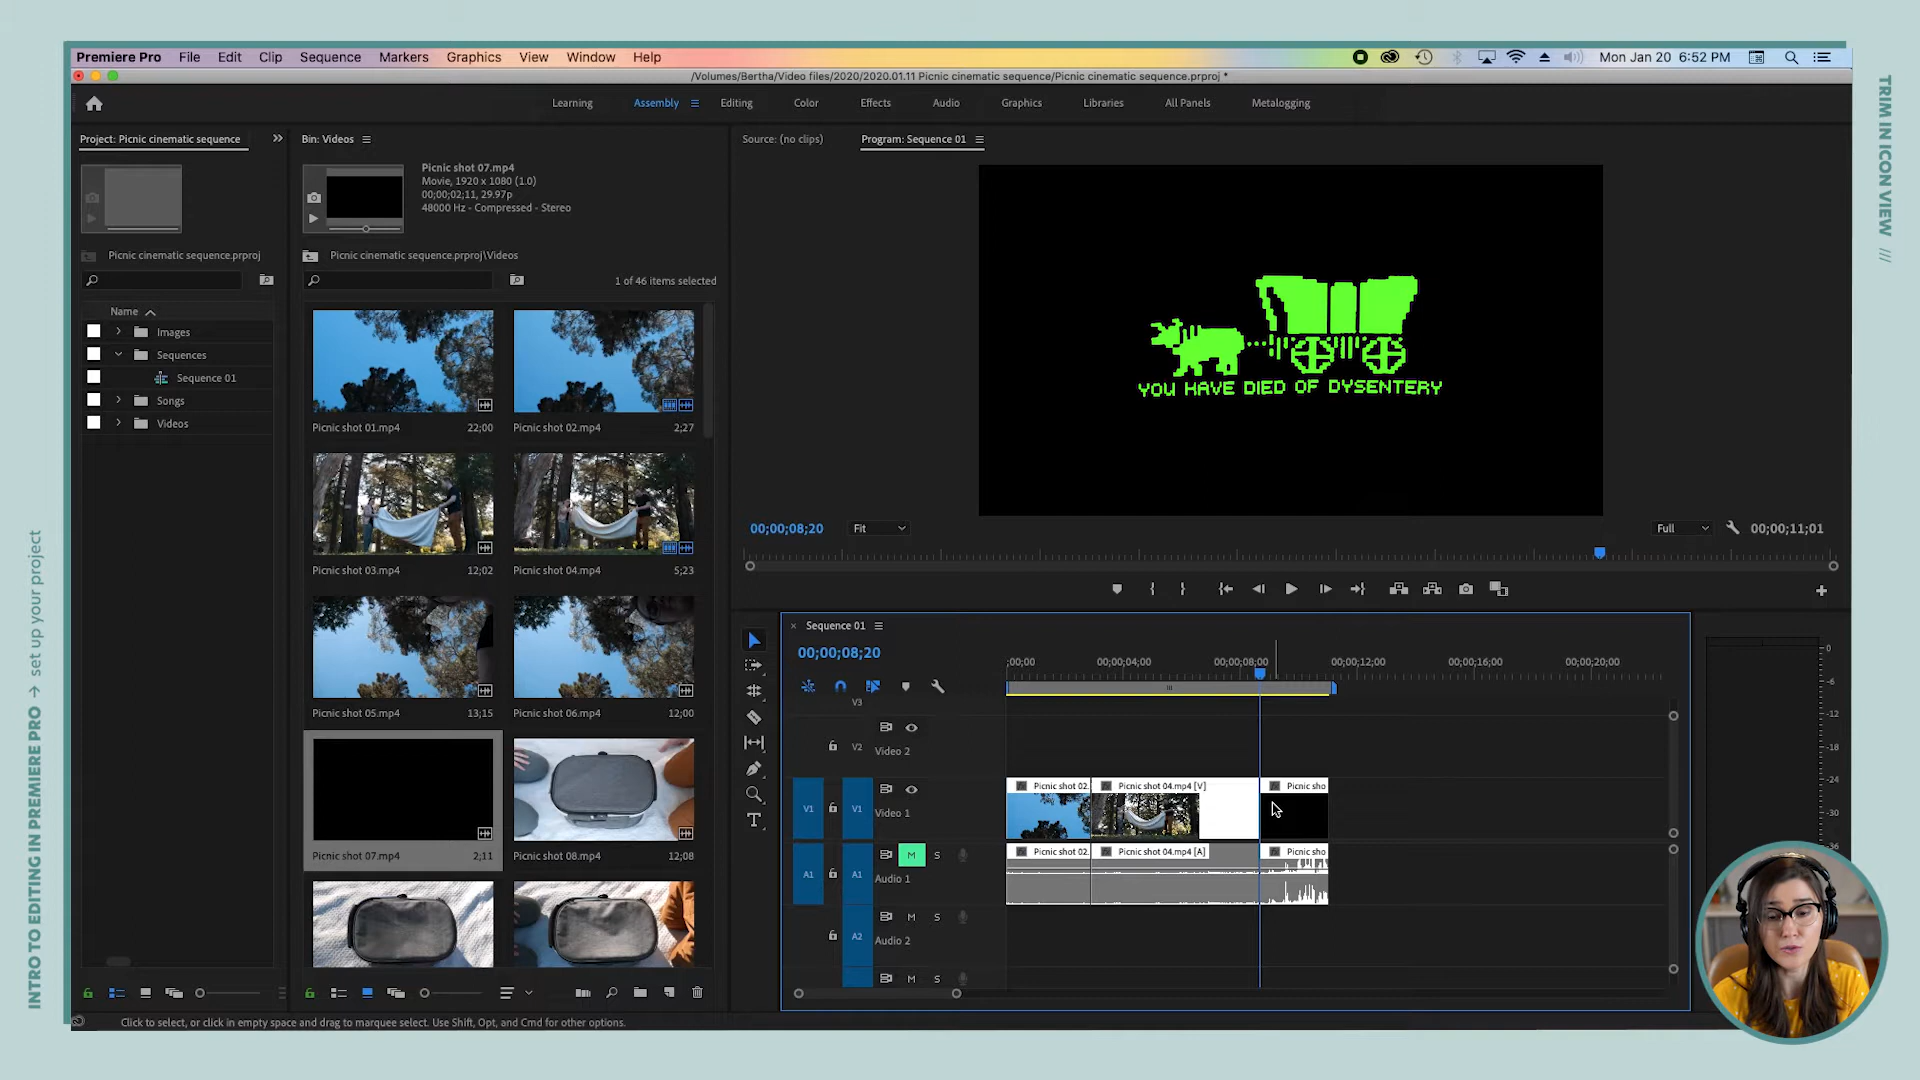 Premiere Pro File Edit Clip Sequence Markers Graphics View Window Help Mon Jan 20 6:52 PM
/Volumes/Bertha/Video files/2020/2020.01.11 Picnic cinematic sequence/Picnic cinematic sequence.prproj *
Learning Assembly Editing Color Effects Audio Graphics Libraries All Panels Metalogging
Project: Picnic cinematic sequence
Picnic cinematic sequence.prproj
Name
Images
Sequences
Sequence 01
Songs
Videos
Bin: Videos
Picnic shot 07.mp4
Movie, 1920 x 1080 (1.0)
00;00;02;11, 29.97p
48000 Hz - Compressed - Stereo
Picnic cinematic sequence.prproj\Videos
1 of 46 items selected
Picnic shot 01.mp4 22;00
Picnic shot 02.mp4 2;27
Picnic shot 03.mp4 12;02
Picnic shot 04.mp4 5;23
Picnic shot 05.mp4 13;15
Picnic shot 06.mp4 12;00
Picnic shot 07.mp4 2;11
Picnic shot 08.mp4 12;08
Source: (no clips)
Program: Sequence 01
YOU HAVE DIED OF DYSENTERY
00;00;08;20 Fit Full 00;00;11;01
Sequence 01
00;00;08;20
;00;00 00;00;04;00 00;00;08;00 00;00;12;00 00;00;16;00 00;00;20;00
V3
V2 Video 2
V1 V1 Video 1
Picnic shot 02. Picnic shot 04.mp4 [V] Picnic sho
A1 A1 M S Audio 1
Picnic shot 02. Picnic shot 04.mp4 [A] Picnic sho
A2 M S Audio 2
M S
0
-6
-12
-18
-24
-30
-36
Click to select, or click in empty space and drag to marquee select. Use Shift, Opt, and Cmd for other options.
INTRO TO EDITING IN PREMIERE PRO → set up your project
TRIM IN ICON VIEW ///